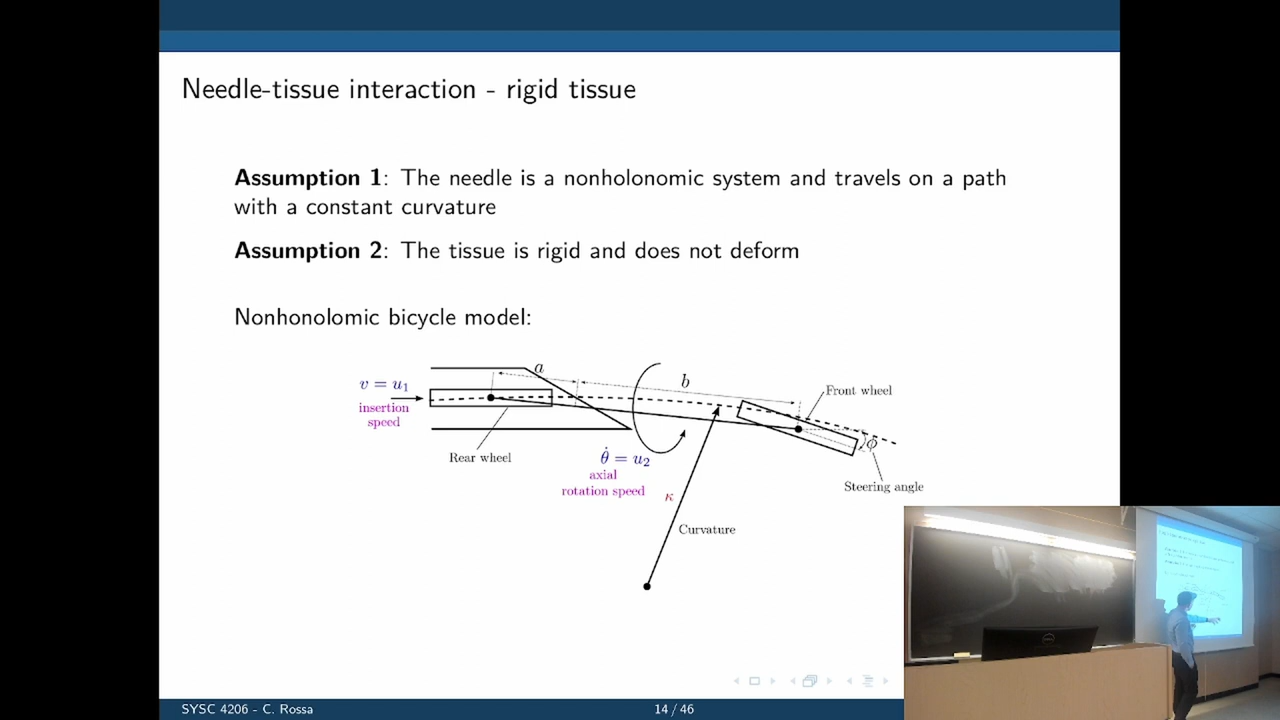 Needle-tissue interaction - rigid tissue
Assumption 1: The needle is a nonholonomic system and travels on a path
with a constant curvature
Assumption 2: The tissue is rigid and does not deform
Nonhonolomic bicycle model:
a
b
v = u₁
insertion
speed
Front wheel
ϕ
Rear wheel
θ̇ = u₂
axial
rotation speed
κ
Steering angle
Curvature
SYSC 4206 - C. Rossa
14 / 46